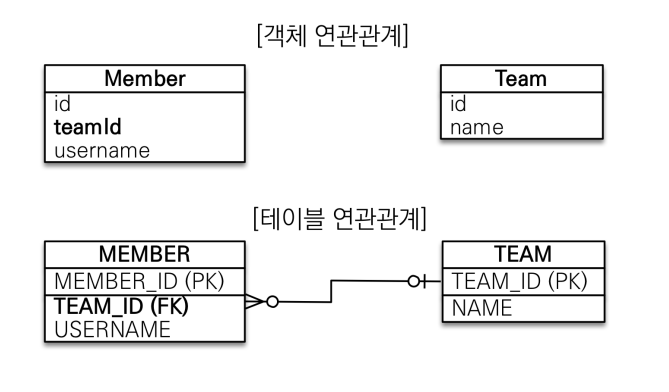 [객체 연관관계]
Member
id
teamId
username
Team
id
name
[테이블 연관관계]
MEMBER
MEMBER_ID (PK)
TEAM_ID (FK)
USERNAME
TEAM
TEAM_ID (PK)
NAME